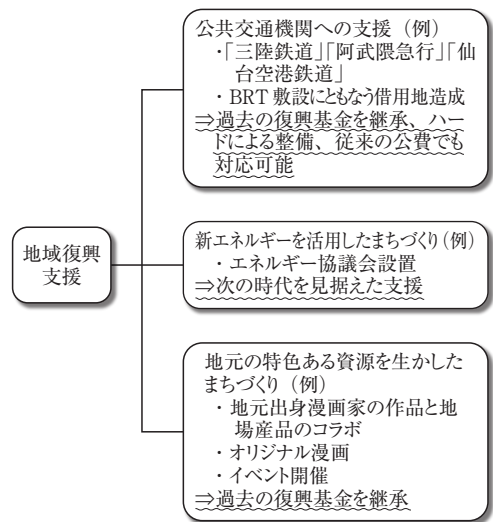 公共交通機関への支援（例）
・「三陸鉄道」「阿武隈急行」「仙
台空港鉄道」
・BRT敷設にともなう借用地造成
⇒過去の復興基金を継承、ハー
ドによる整備、従来の公費でも
対応可能
地域復興
支援
新エネルギーを活用したまちづくり（例）
・エネルギー協議会設置
⇒次の時代を見据えた支援
地元の特色ある資源を生かした
まちづくり（例）
・地元出身漫画家の作品と地
場産品のコラボ
・オリジナル漫画
・イベント開催
⇒過去の復興基金を継承